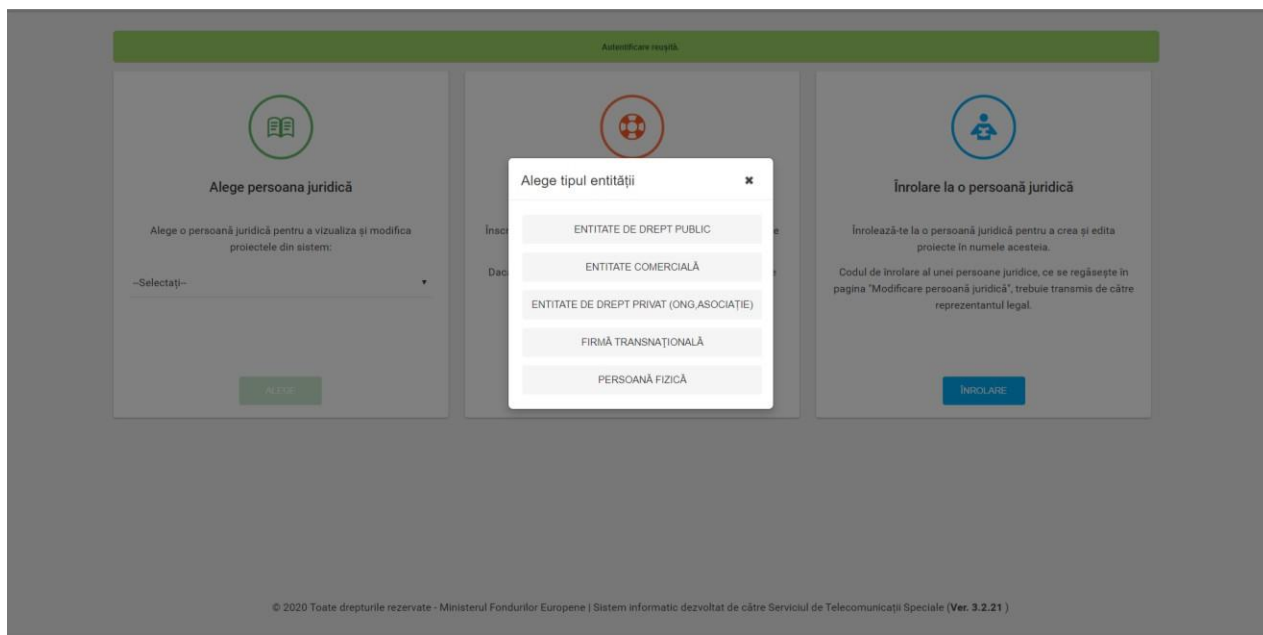 Autentificare reușită.
Alege persoana juridică
Alege o persoană juridică pentru a vizualiza și modifica
proiectele din sistem:
--Selectați--
ALEGE
Alege tipul entității
ENTITATE DE DREPT PUBLIC
ENTITATE COMERCIALĂ
ENTITATE DE DREPT PRIVAT (ONG,ASOCIAȚIE)
FIRMĂ TRANSNAȚIONALĂ
PERSOANĂ FIZICĂ
Înrolare la o persoană juridică
Înrolează-te la o persoană juridică pentru a crea și edita
proiecte în numele acesteia.
Codul de înrolare al unei persoane juridice, ce se regăsește în
pagina "Modificare persoană juridică", trebuie transmis de către
reprezentantul legal.
ÎNROLARE
© 2020 Toate drepturile rezervate - Ministerul Fondurilor Europene | Sistem informatic dezvoltat de către Serviciul de Telecomunicații Speciale (Ver. 3.2.21 )